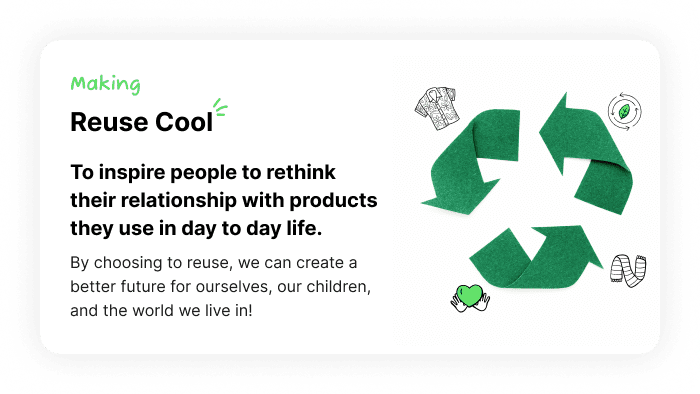 Making
Reuse Cool
To inspire people to rethink
their relationship with products
they use in day to day life.
By choosing to reuse, we can create a
better future for ourselves, our children,
and the world we live in!